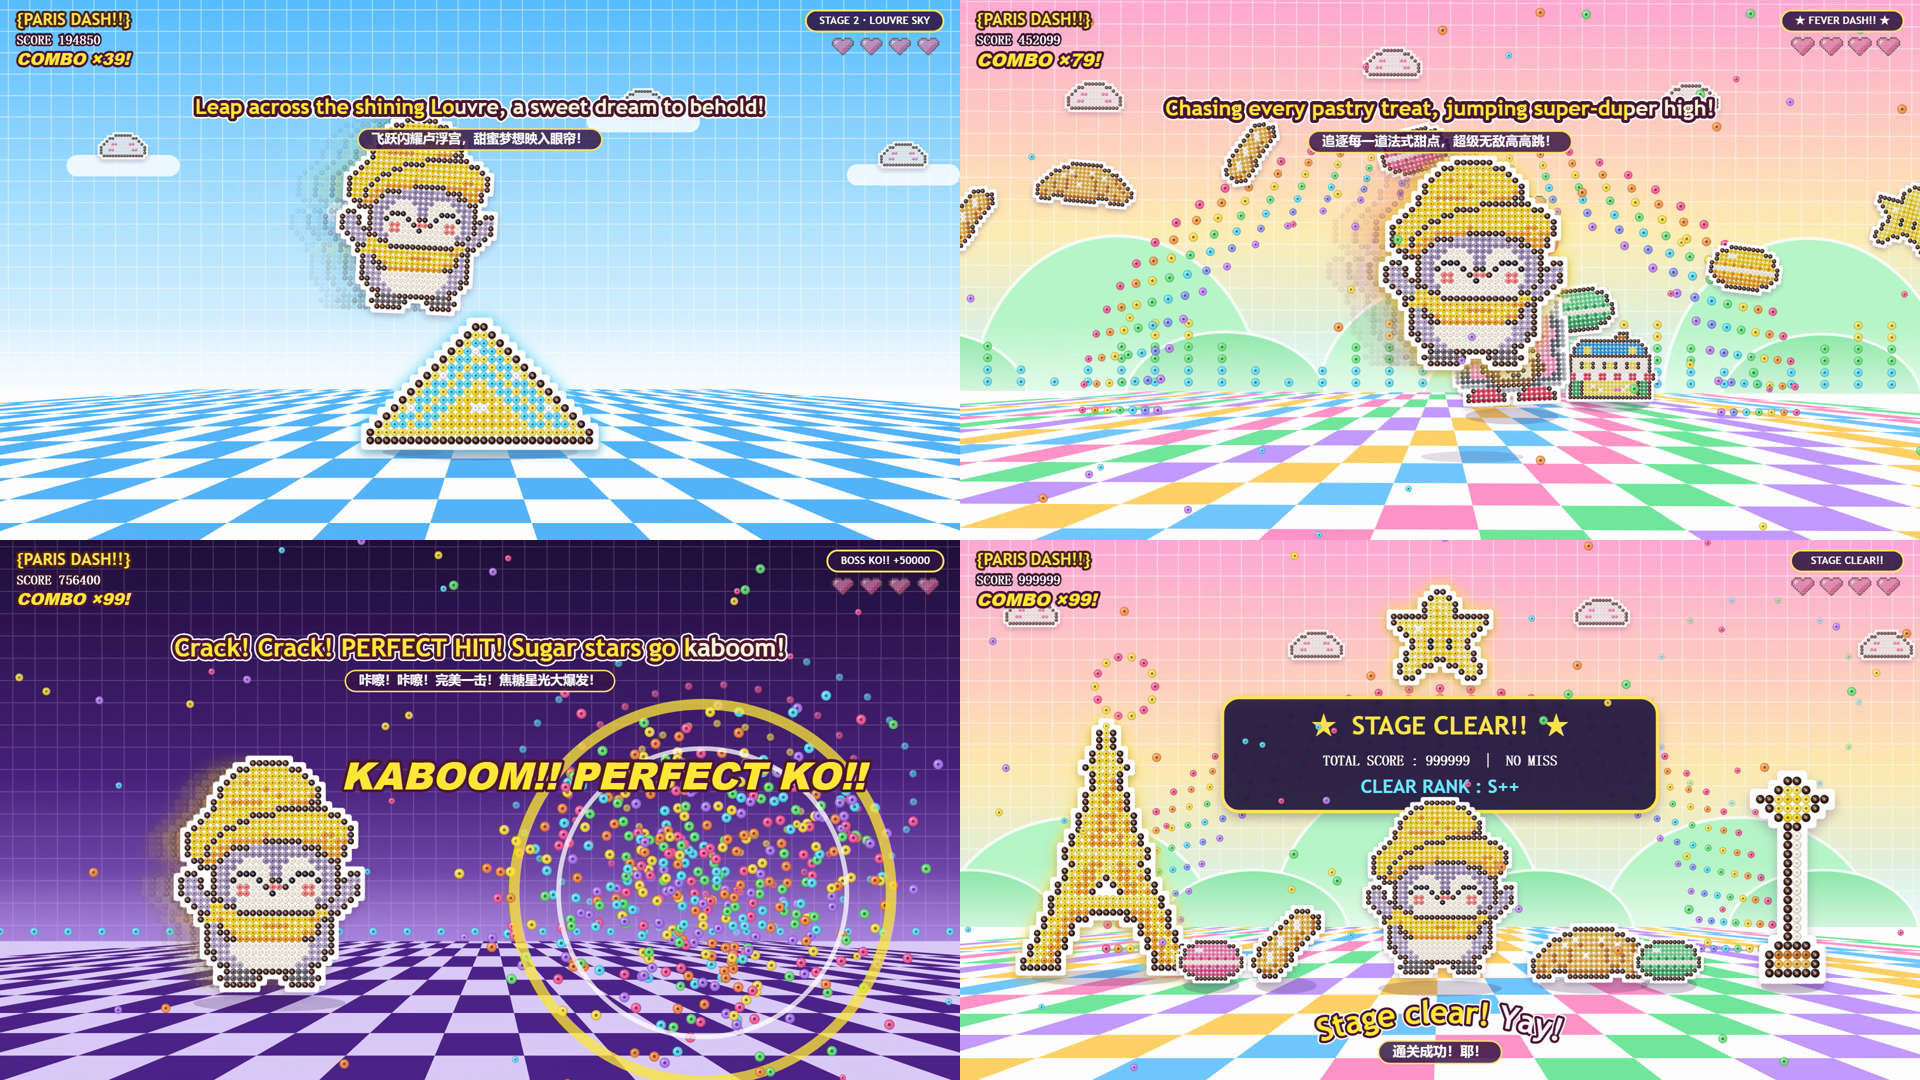 {PARIS DASH!!}
SCORE 194850
COMBO ×39!
STAGE 2 · LOUVRE SKY
Leap across the shining Louvre, a sweet dream to behold!
飞跃闪耀卢浮宫，甜蜜梦想映入眼帘！
{PARIS DASH!!}
SCORE 452099
COMBO ×79!
★ FEVER DASH!! ★
Chasing every pastry treat, jumping super-duper high!
追逐每一道法式甜点，超级无敌高高跳！
{PARIS DASH!!}
SCORE 756400
COMBO ×99!
BOSS KO!! +50000
Crack! Crack! PERFECT HIT! Sugar stars go kaboom!
咔嚓！咔嚓！完美一击！焦糖星光大爆发！
KABOOM!! PERFECT KO!!
{PARIS DASH!!}
SCORE 999999
COMBO ×99!
STAGE CLEAR!!
★ STAGE CLEAR!! ★
TOTAL SCORE : 999999 | NO MISS
CLEAR RANK : S++
Stage clear! Yay!
通关成功！耶！